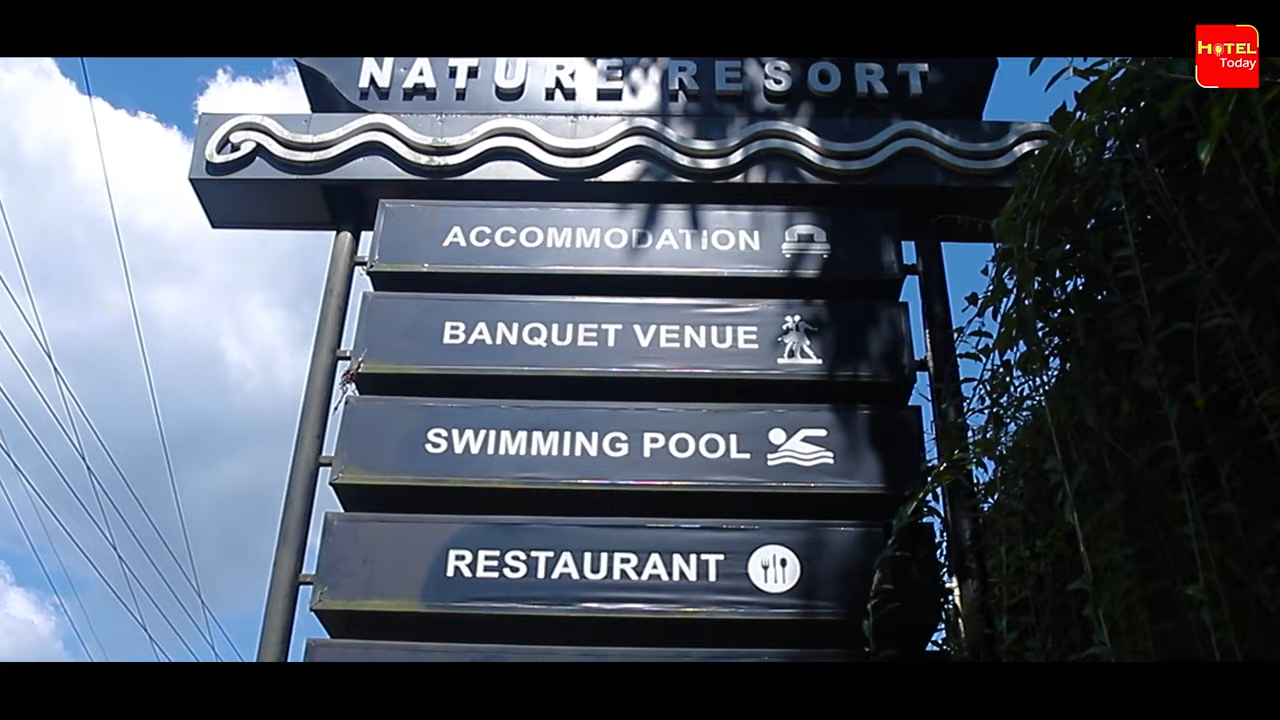 HOTEL
Today
NATURE RESORT
ACCOMMODATION
BANQUET VENUE
SWIMMING POOL
RESTAURANT